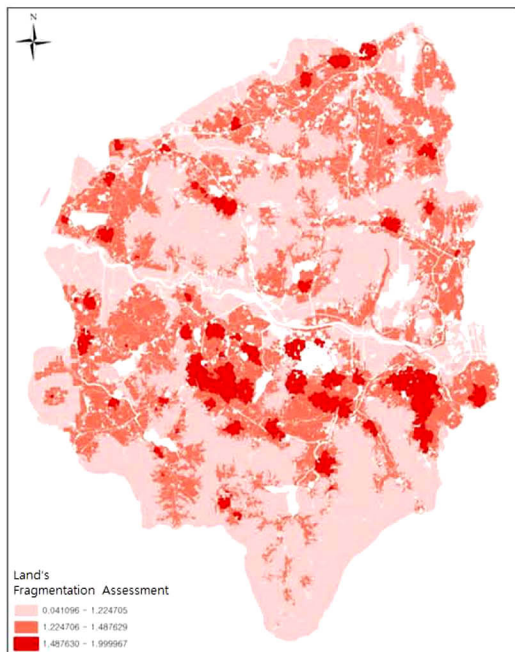 N
Land's
Fragmentation Assessment
0.041096 - 1.224705
1.224706 - 1.487629
1.487630 - 1.999967